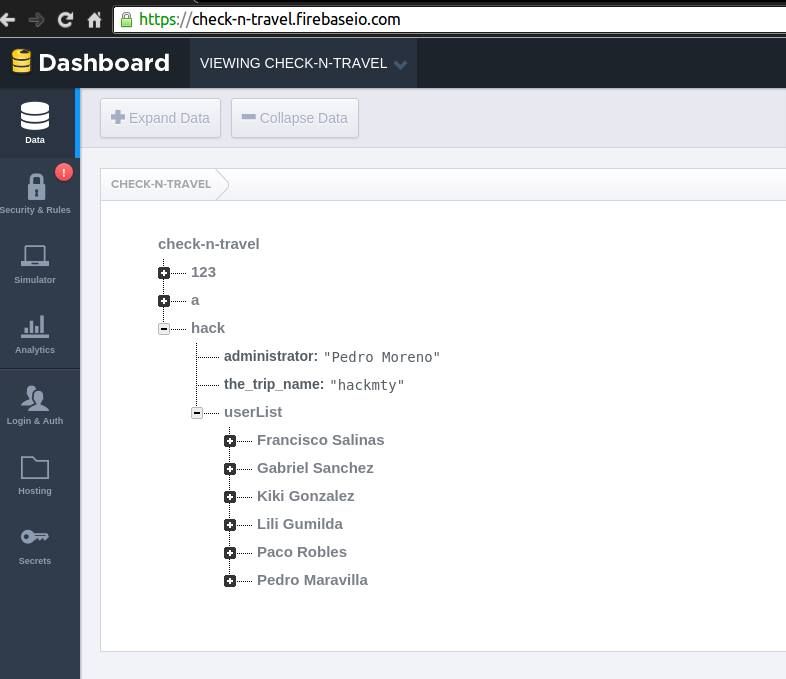 https://check-n-travel.firebaseio.com
Dashboard
VIEWING CHECK-N-TRAVEL
Data
Security & Rules
!
Simulator
Analytics
Login & Auth
Hosting
Secrets
Expand Data
Collapse Data
CHECK-N-TRAVEL
check-n-travel
123
a
hack
administrator: "Pedro Moreno"
the_trip_name: "hackmty"
userList
Francisco Salinas
Gabriel Sanchez
Kiki Gonzalez
Lili Gumilda
Paco Robles
Pedro Maravilla